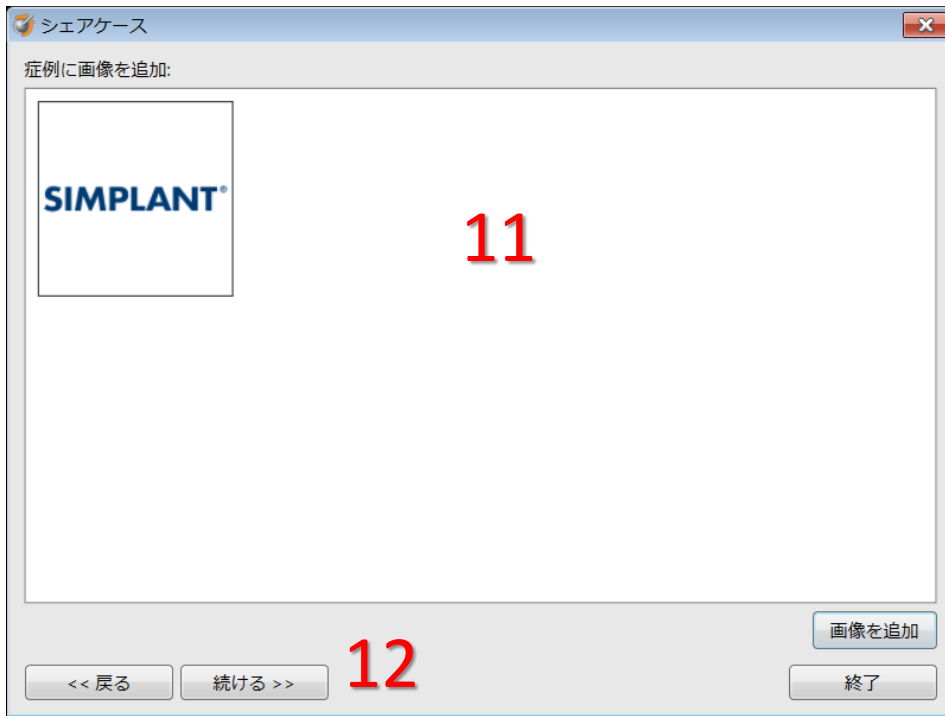 シェアケース
症例に画像を追加:
SIMPLANT®
11
画像を追加
<< 戻る
続ける >>
12
終了